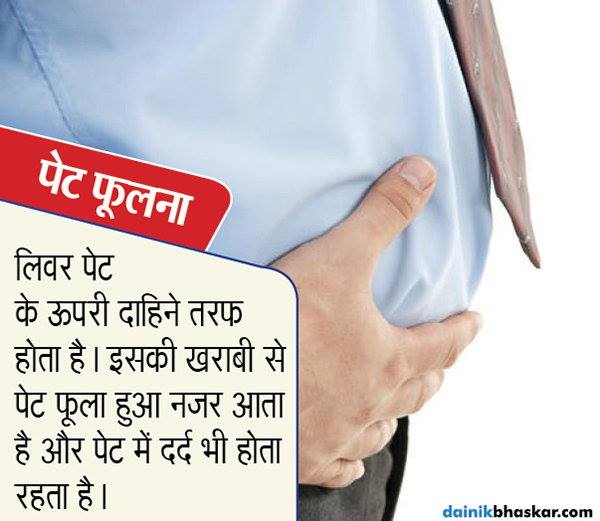 पेट फूलना
लिवर पेट
के ऊपरी दाहिने तरफ
होता है। इसकी खराबी से
पेट फूला हुआ नजर आता
है और पेट में दर्द भी होता
रहता है।
dainikbhaskar.com